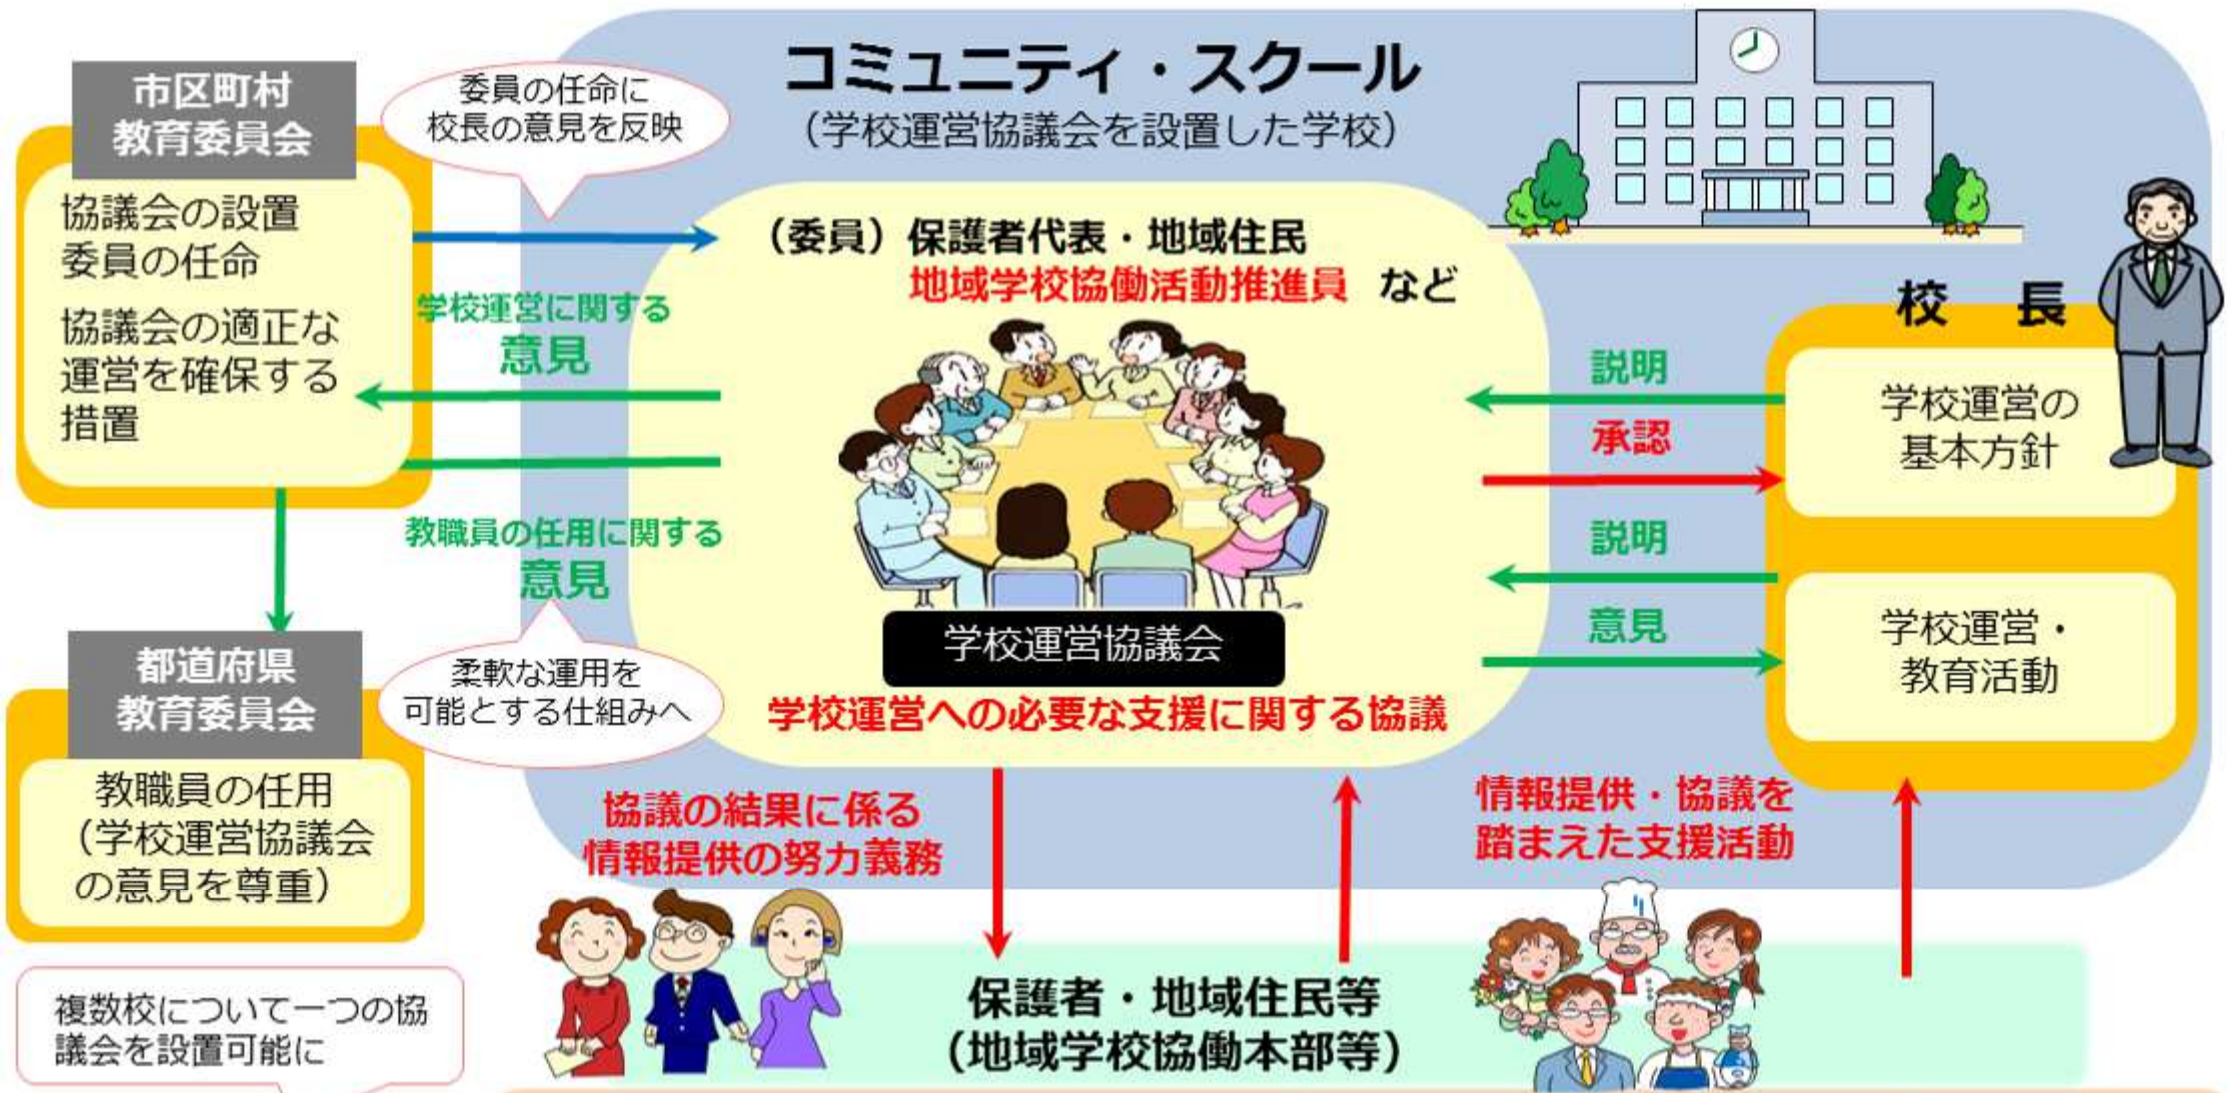 コミュニティ・スクール
（学校運営協議会を設置した学校）
市区町村
教育委員会
協議会の設置
委員の任命
協議会の適正な
運営を確保する
措置
委員の任命に
校長の意見を反映
（委員）保護者代表・地域住民
地域学校協働活動推進員　など
学校運営に関する
意見
教職員の任用に関する
意見
柔軟な運用を
可能とする仕組みへ
学校運営協議会
学校運営への必要な支援に関する協議
校　長
説明
承認
学校運営の
基本方針
説明
意見
学校運営・
教育活動
都道府県
教育委員会
教職員の任用
（学校運営協議会
の意見を尊重）
協議の結果に係る
情報提供の努力義務
情報提供・協議を
踏まえた支援活動
保護者・地域住民等
(地域学校協働本部等)
複数校について一つの協
議会を設置可能に